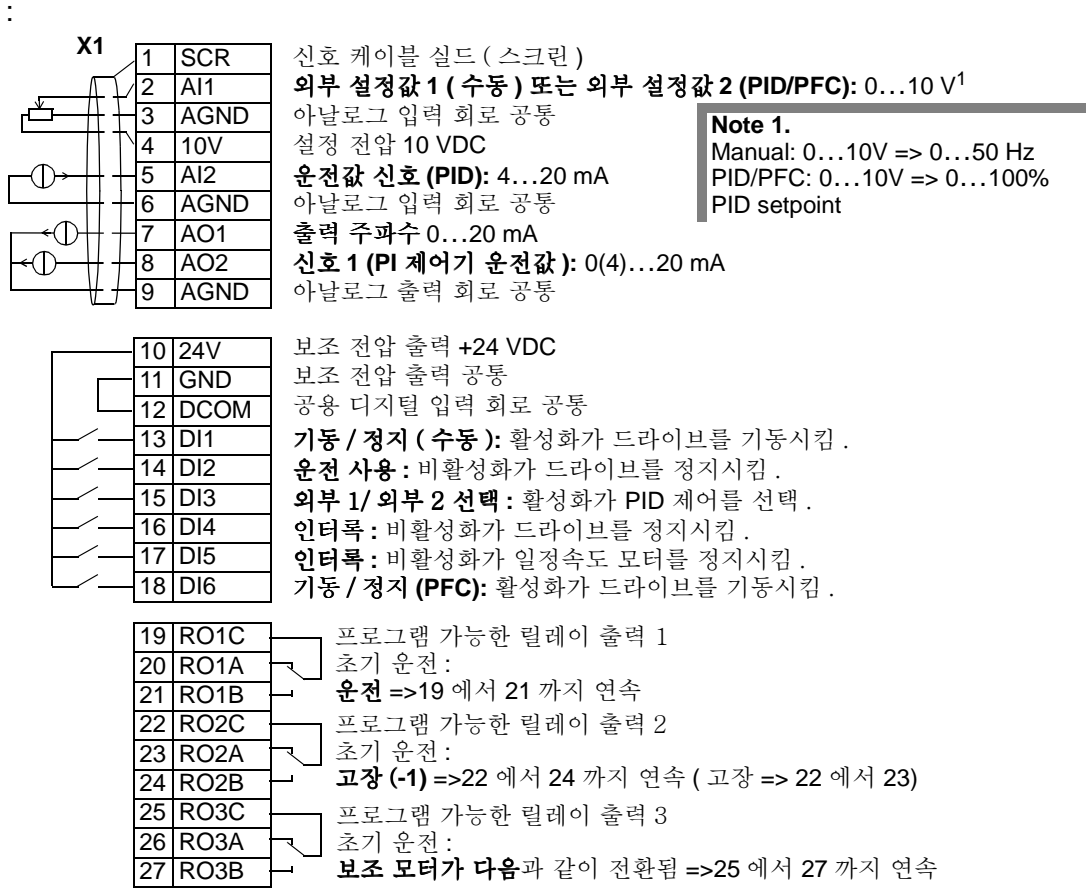 :
X1
1 SCR 신호 케이블 실드 ( 스크린 )
2 AI1 외부 설정값 1 ( 수동 ) 또는 외부 설정값 2 (PID/PFC): 0…10 V1
3 AGND 아날로그 입력 회로 공통
4 10V 설정 전압 10 VDC
5 AI2 운전값 신호 (PID): 4…20 mA
6 AGND 아날로그 입력 회로 공통
7 AO1 출력 주파수 0…20 mA
8 AO2 신호 1 (PI 제어기 운전값 ): 0(4)…20 mA
9 AGND 아날로그 출력 회로 공통
Note 1.
Manual: 0…10V => 0…50 Hz
PID/PFC: 0…10V => 0…100%
PID setpoint
10 24V 보조 전압 출력 +24 VDC
11 GND 보조 전압 출력 공통
12 DCOM 공용 디지털 입력 회로 공통
13 DI1 기동 / 정지 ( 수동 ): 활성화가 드라이브를 기동시킴 .
14 DI2 운전 사용 : 비활성화가 드라이브를 정지시킴 .
15 DI3 외부 1/ 외부 2 선택 : 활성화가 PID 제어를 선택 .
16 DI4 인터록 : 비활성화가 드라이브를 정지시킴 .
17 DI5 인터록 : 비활성화가 일정속도 모터를 정지시킴 .
18 DI6 기동 / 정지 (PFC): 활성화가 드라이브를 기동시킴 .
19 RO1C 프로그램 가능한 릴레이 출력 1
20 RO1A 초기 운전 :
21 RO1B 운전 =>19 에서 21 까지 연속
22 RO2C 프로그램 가능한 릴레이 출력 2
23 RO2A 초기 운전 :
24 RO2B 고장 (-1) =>22 에서 24 까지 연속 ( 고장 => 22 에서 23)
25 RO3C 프로그램 가능한 릴레이 출력 3
26 RO3A 초기 운전 :
27 RO3B 보조 모터가 다음과 같이 전환됨 =>25 에서 27 까지 연속